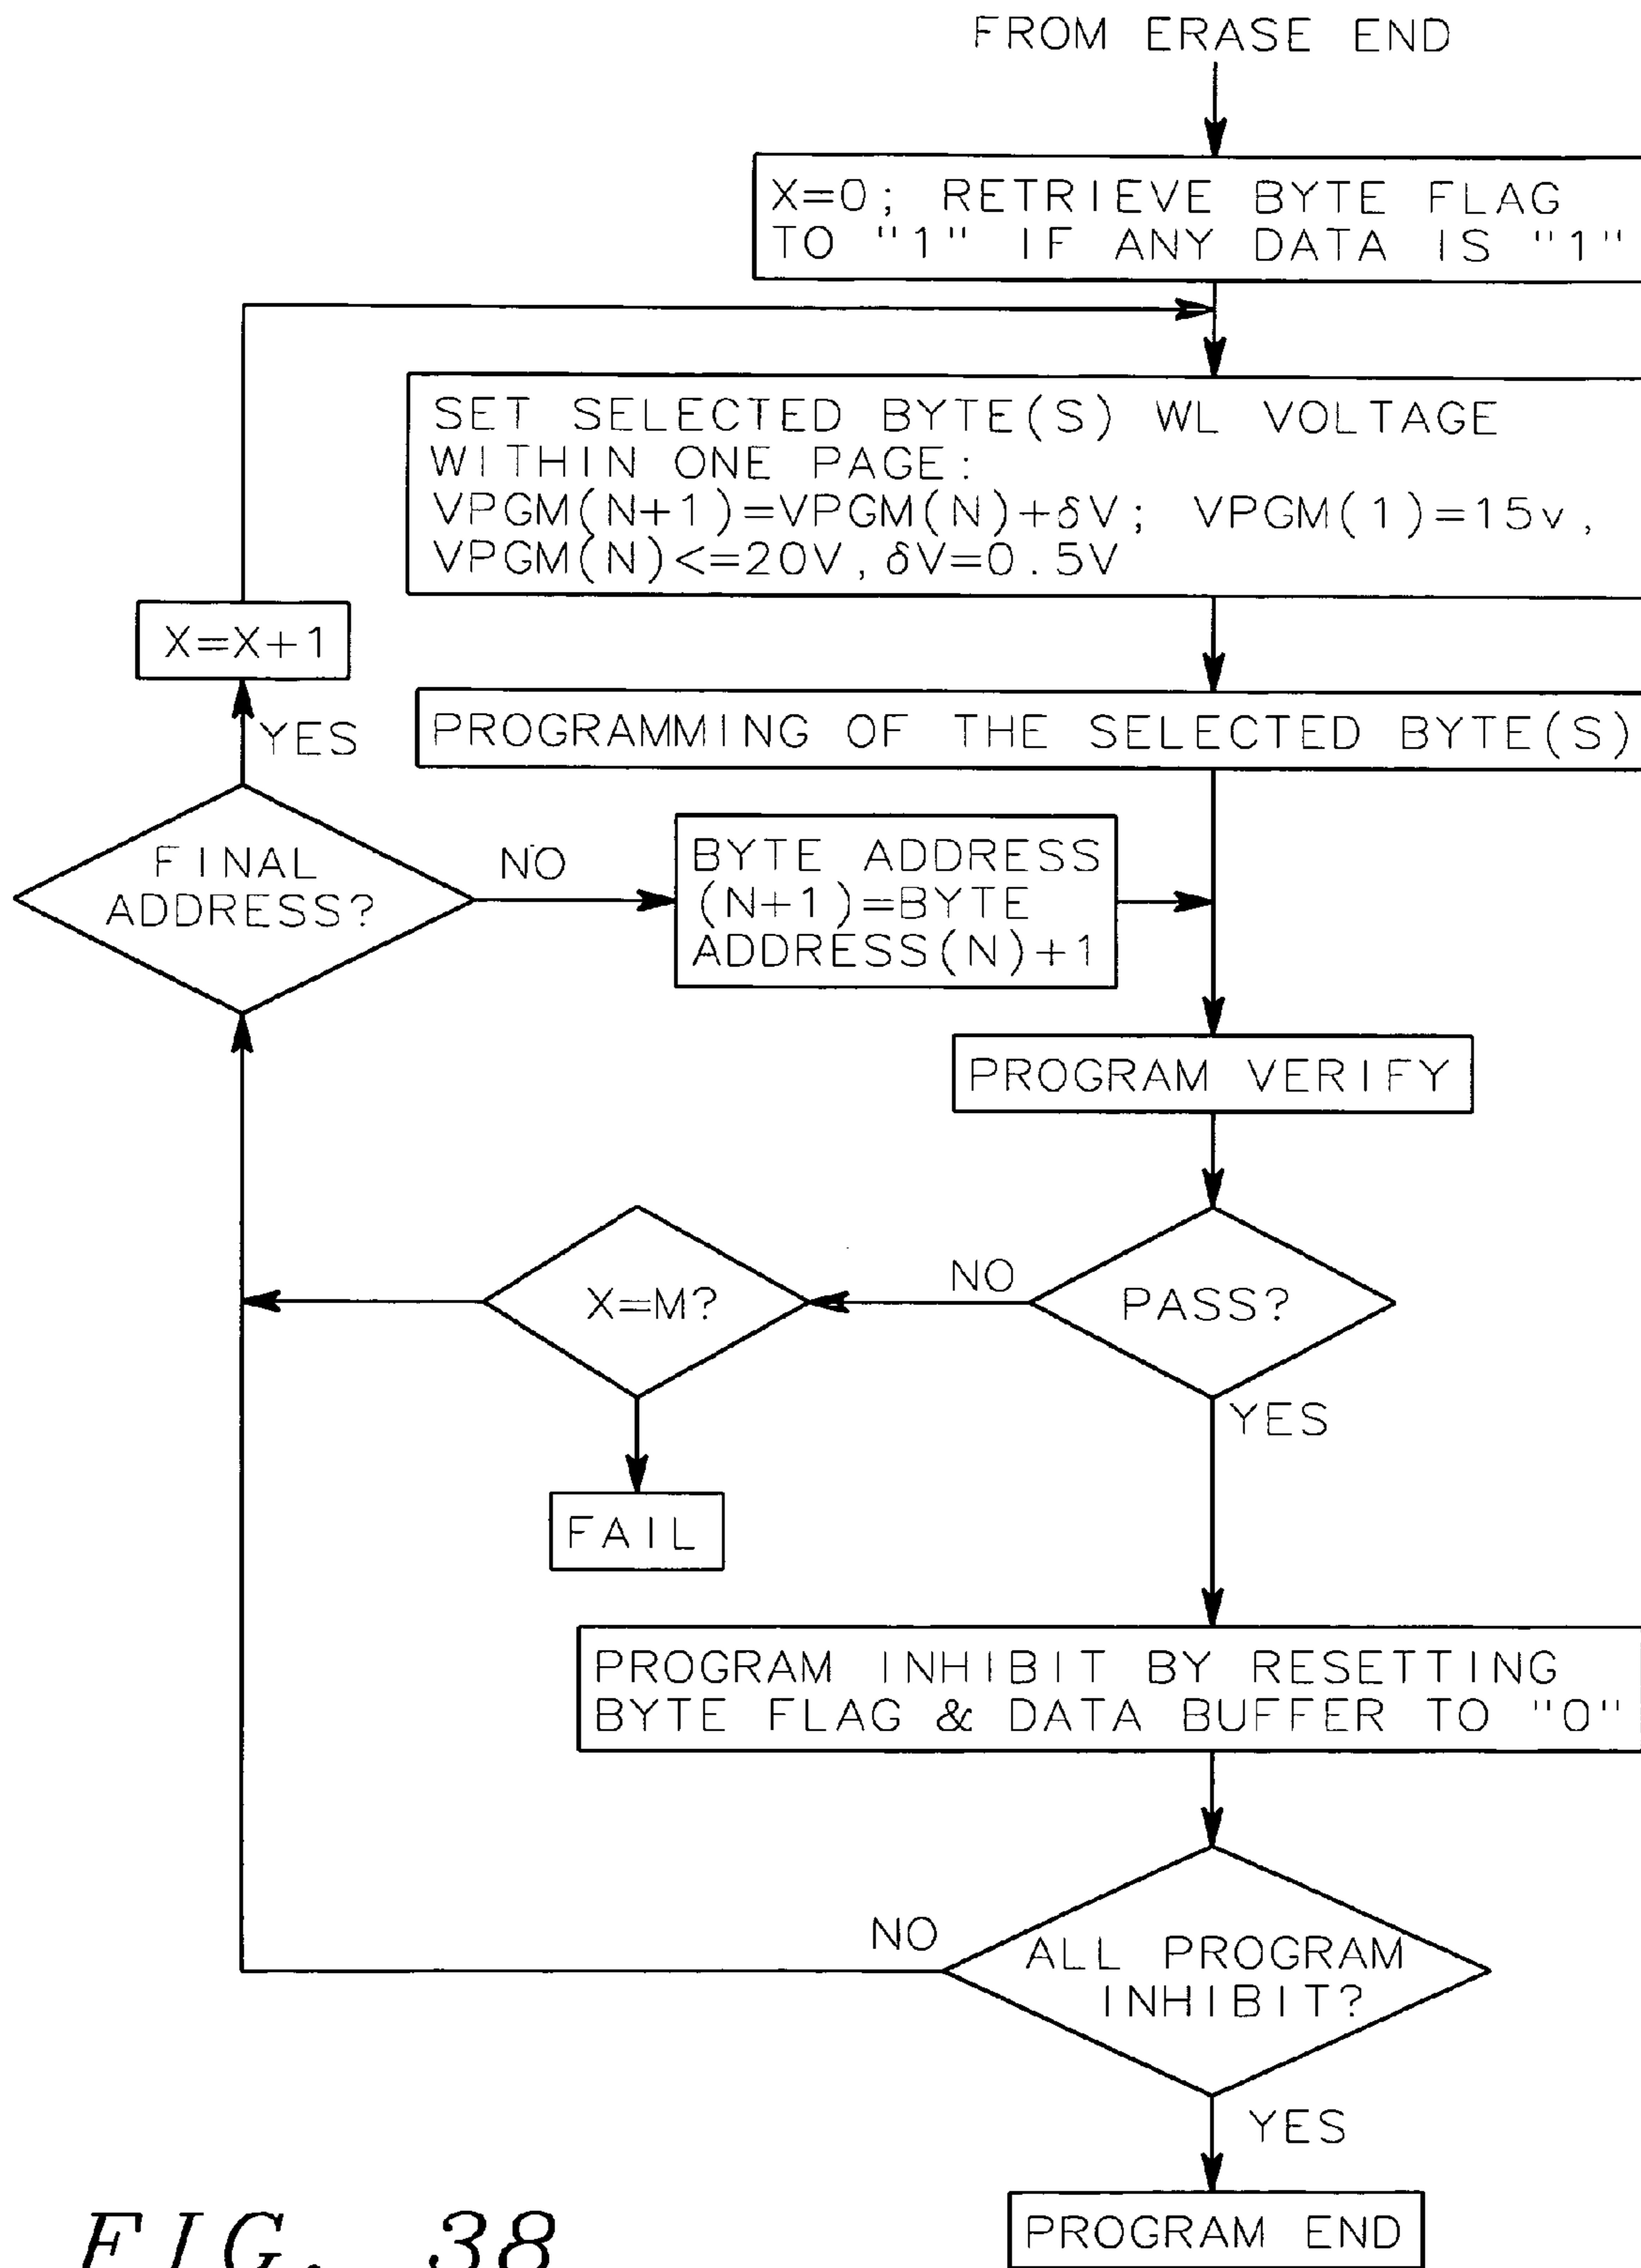 FROM ERASE END
X=0; RETRIEVE BYTE FLAG
TO "1" IF ANY DATA IS "1"
SET SELECTED BYTE(S) WL VOLTAGE
WITHIN ONE PAGE:
VPGM(N+1)=VPGM(N)+δV; VPGM(1)=15v,
VPGM(N)<=20V,δV=0.5V
X=X+1
YES
PROGRAMMING OF THE SELECTED BYTE(S)
FINAL
ADDRESS?
NO
BYTE ADDRESS
(N+1)=BYTE
ADDRESS(N)+1
PROGRAM VERIFY
X=M?
NO
PASS?
YES
FAIL
PROGRAM INHIBIT BY RESETTING
BYTE FLAG & DATA BUFFER TO "0"
NO
ALL PROGRAM
INHIBIT?
YES
PROGRAM END
FIG. 38